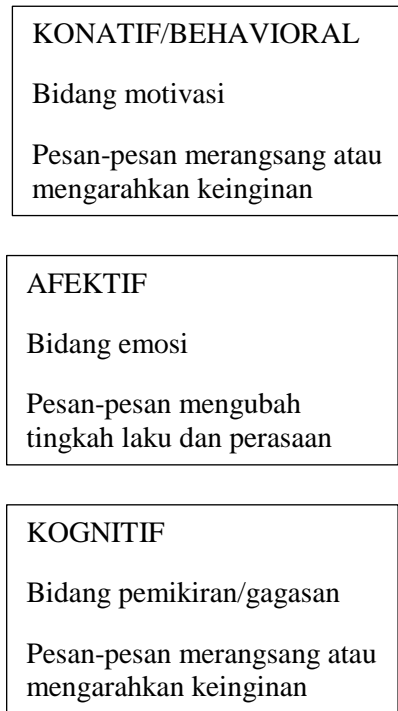 KONATIF/BEHAVIORAL
Bidang motivasi
Pesan-pesan merangsang atau
mengarahkan keinginan
AFEKTIF
Bidang emosi
Pesan-pesan mengubah
tingkah laku dan perasaan
KOGNITIF
Bidang pemikiran/gagasan
Pesan-pesan merangsang atau
mengarahkan keinginan